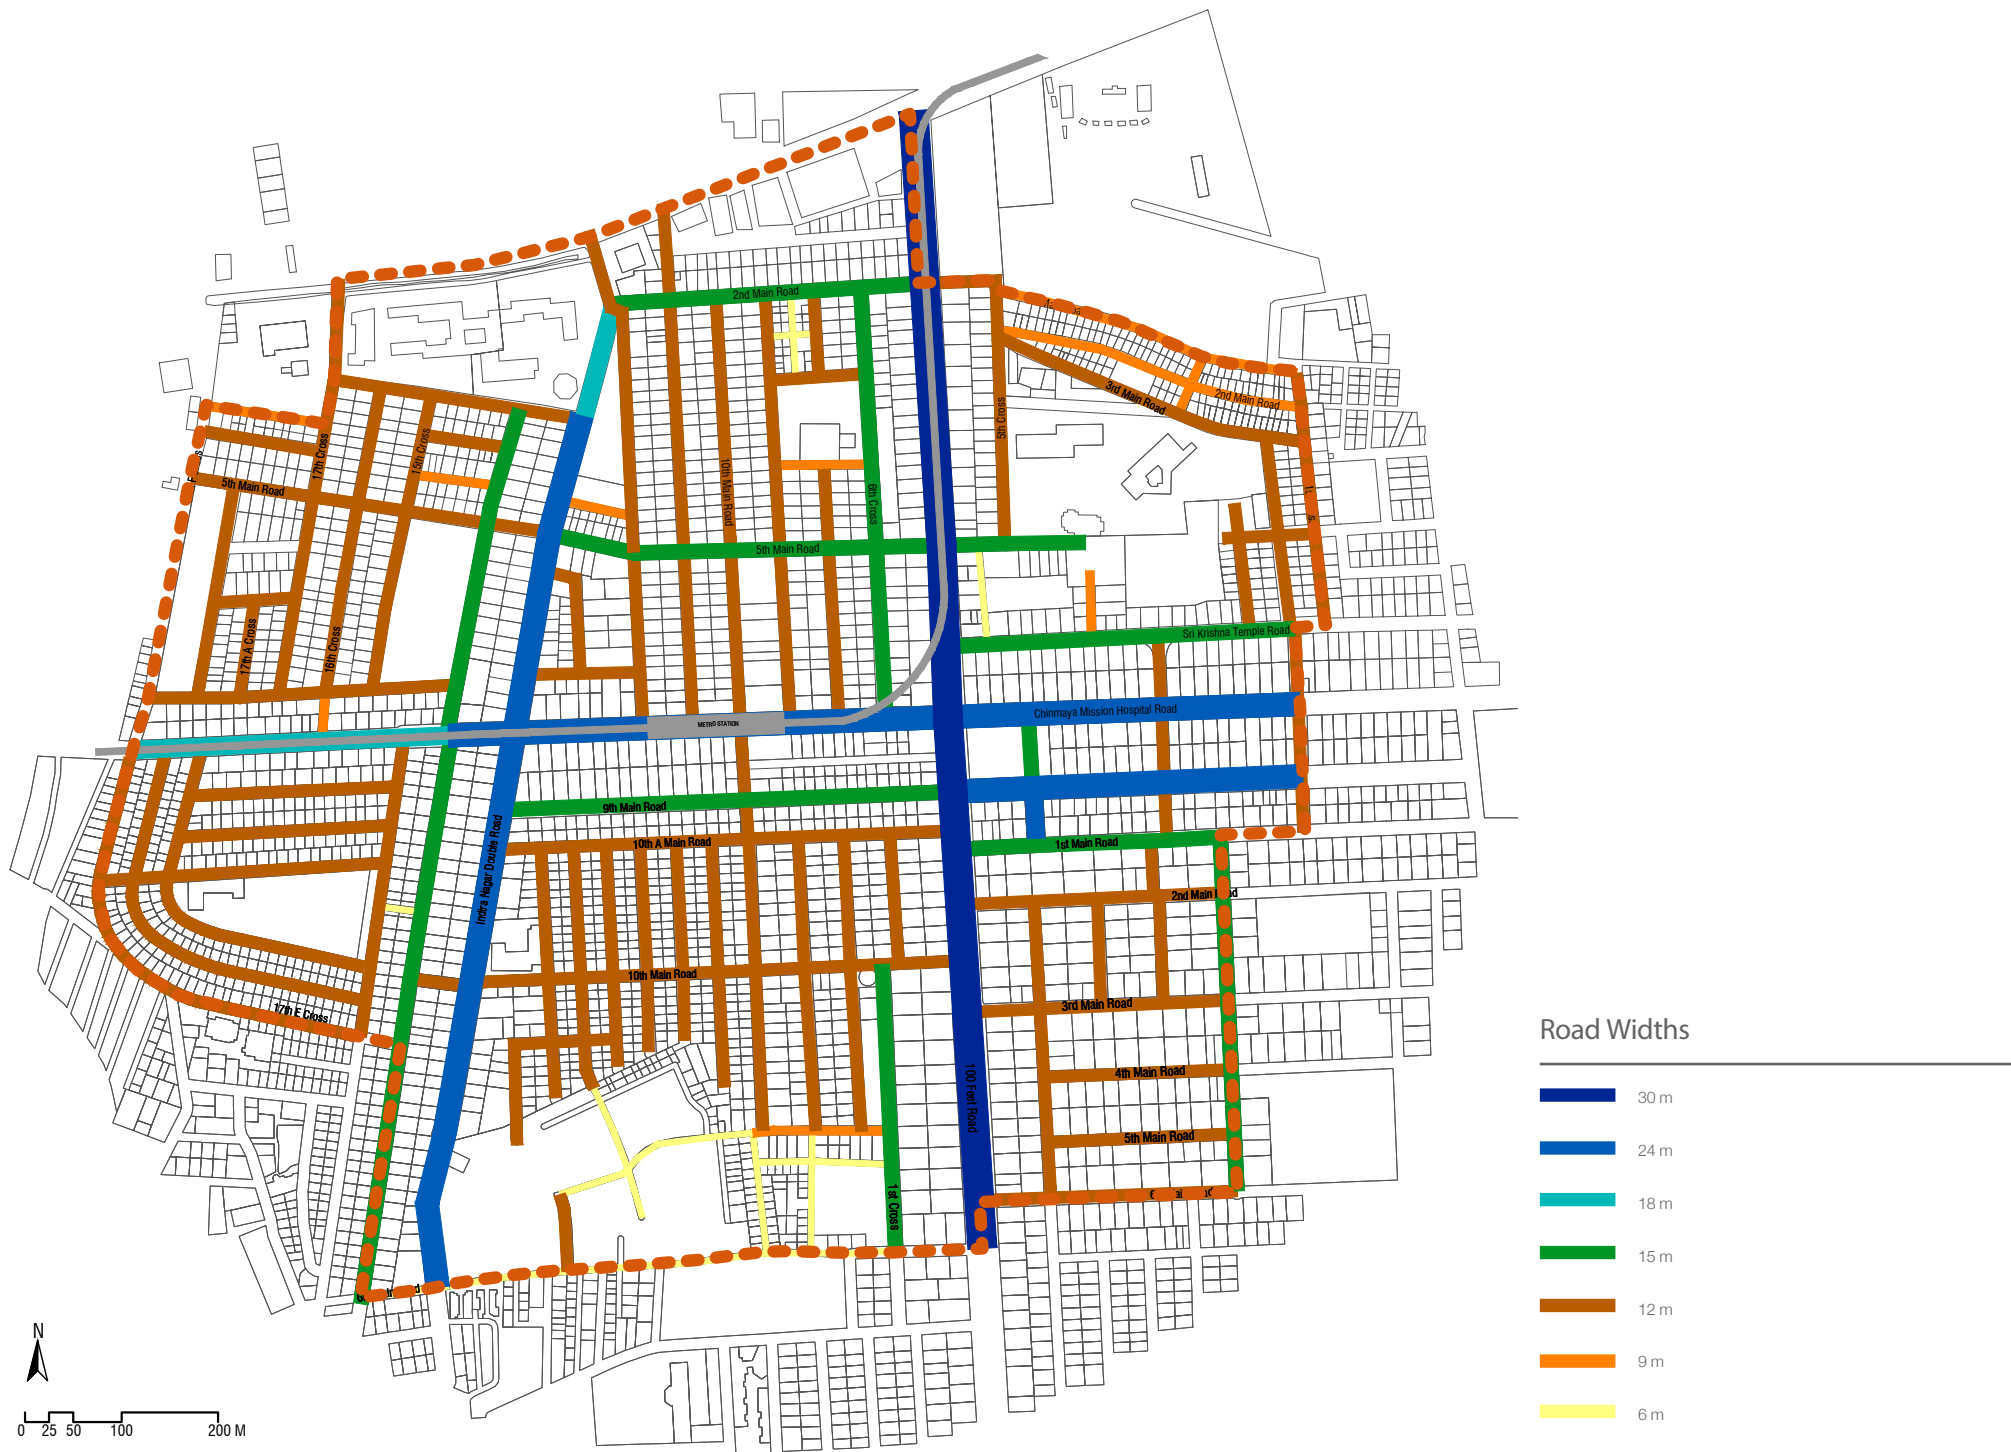 2nd Main Road
3rd Main Road
2nd Main Road
5th Cross
17th Cross
15th Cross
5th Main Road
10th Main Road
6th Cross
5th Main Road
17th A Cross
16th Cross
Sri Krishna Temple Road
METRO STATION
Chinmaya Mission Hospital Road
9th Main Road
10th A Main Road
1st Main Road
Indira Nagar Double Road
2nd Main
10th Main Road
17th E Cross
3rd Main Road
100 Feet Road
4th Main Road
5th Main Road
1st Cross
Road Widths
30 m
24 m
18 m
15 m
12 m
9 m
6 m
N
0 25 50 100 200 M